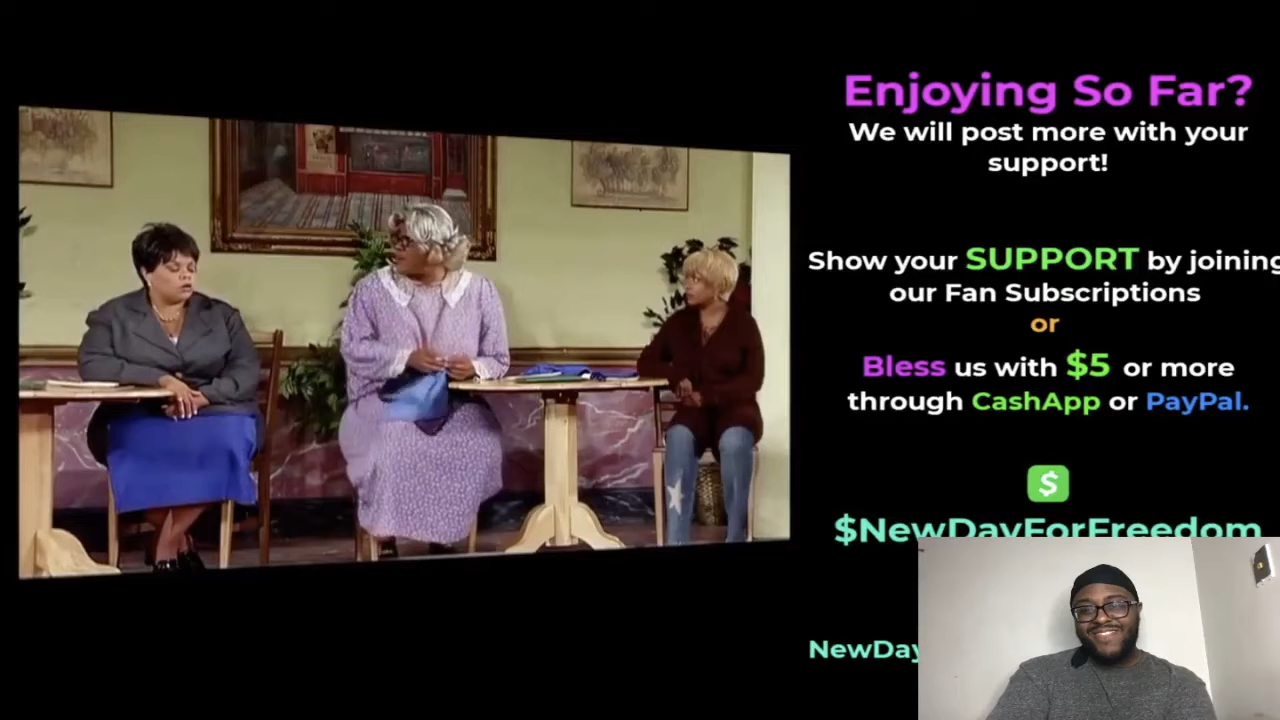 Enjoying So Far?
We will post more with your
support!
Show your SUPPORT by joining
our Fan Subscriptions
or
Bless us with $5 or more
through CashApp or PayPal.
$
$NewDayForFreedom
NewDay